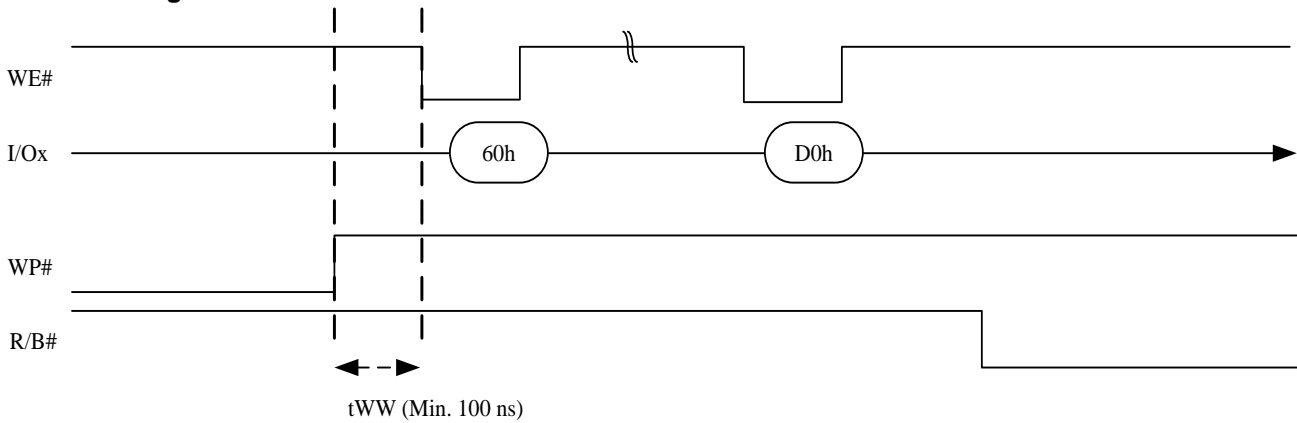 WE#
I/Ox
60h
D0h
WP#
R/B#
tWW (Min. 100 ns)